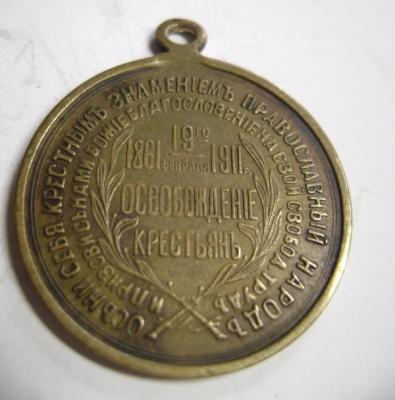 ОСѢНИ СЕБЯ КРЕСТНЫМЪ ЗНАМЕНІЕМЪ ПРАВОСЛАВНЫЙ НАРОДЪ
И ПРИЗОВИ СЪ НАМИ БОЖІЕ БЛАГОСЛОВЕНІЕ НА СВОЙ СВОБОД. ТРУДЪ
19ГО
1861 ФЕВРАЛЯ 1911Г.
ОСВОБОЖДЕНІЕ
КРЕСТЬЯНЪ